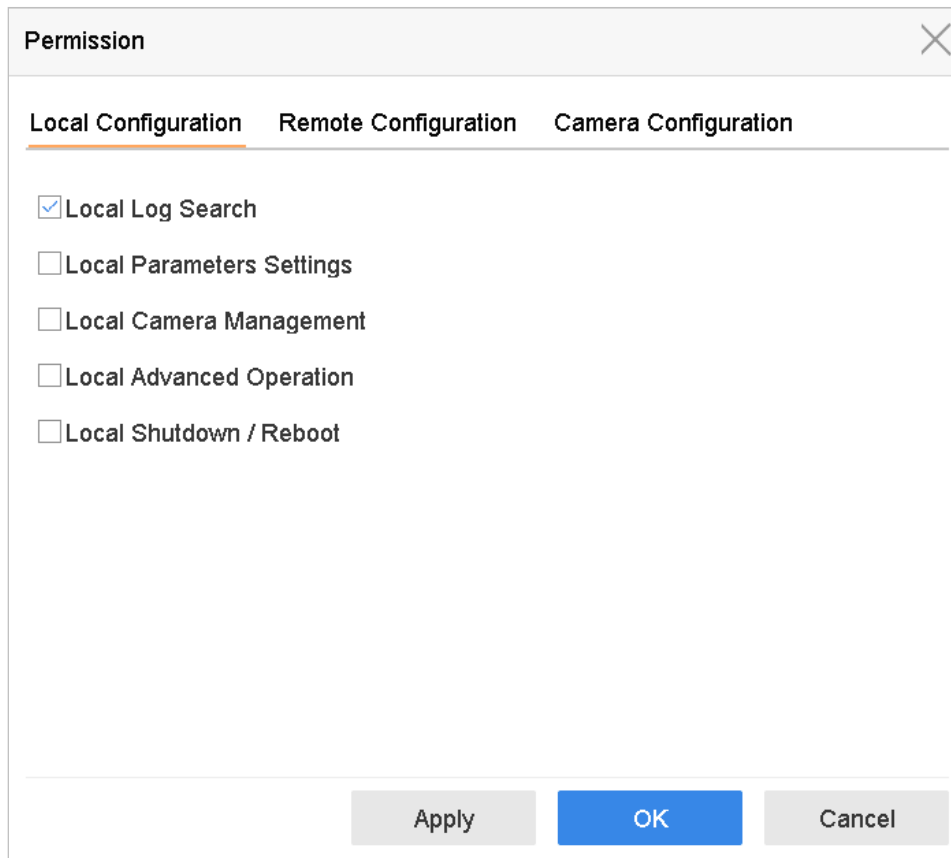 Permission
Local Configuration Remote Configuration Camera Configuration
Local Log Search
Local Parameters Settings
Local Camera Management
Local Advanced Operation
Local Shutdown / Reboot
Apply OK Cancel